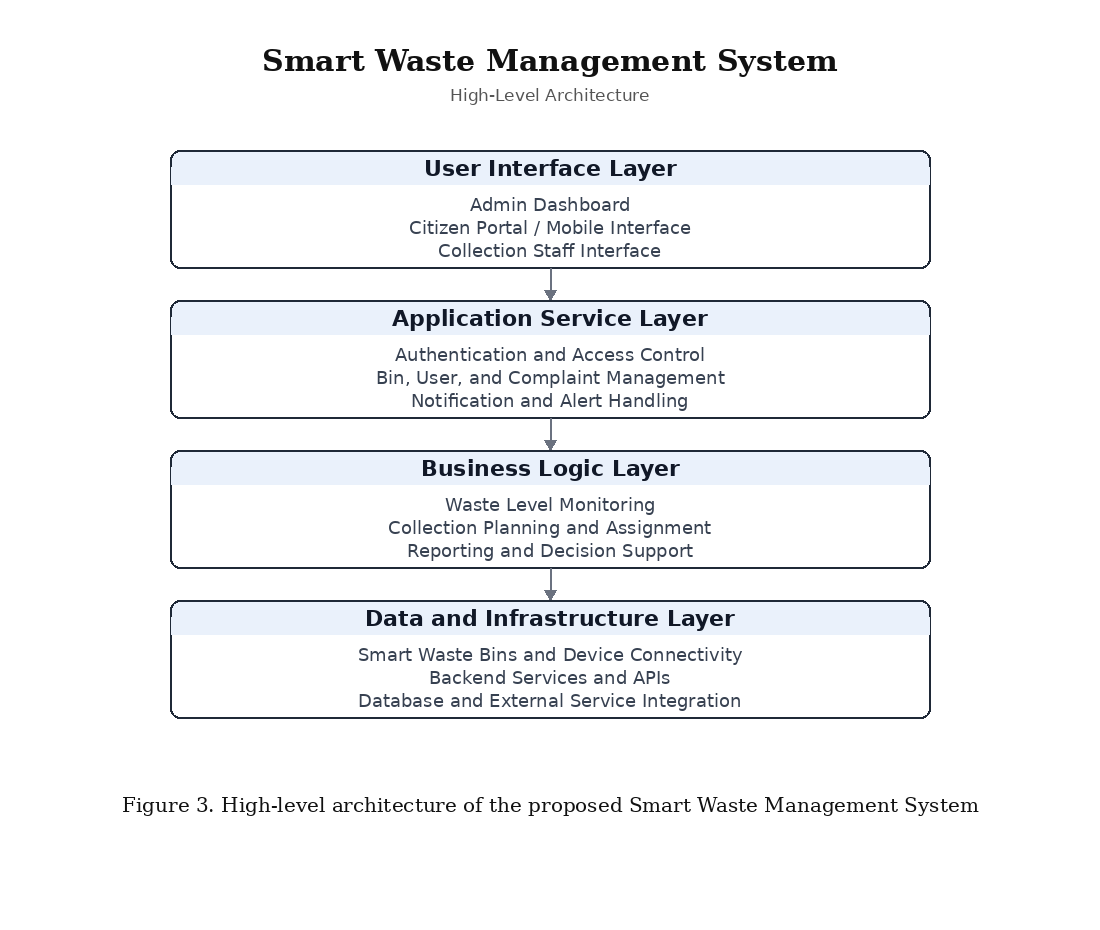 Smart Waste Management System
High-Level Architecture
User Interface Layer
Admin Dashboard
Citizen Portal / Mobile Interface
Collection Staff Interface
Application Service Layer
Authentication and Access Control
Bin, User, and Complaint Management
Notification and Alert Handling
Business Logic Layer
Waste Level Monitoring
Collection Planning and Assignment
Reporting and Decision Support
Data and Infrastructure Layer
Smart Waste Bins and Device Connectivity
Backend Services and APIs
Database and External Service Integration
Figure 3. High-level architecture of the proposed Smart Waste Management System